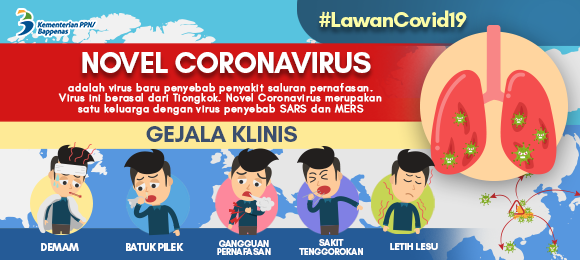 Kementerian PPN/
Bappenas
#LawanCovid19
NOVEL CORONAVIRUS
adalah virus baru penyebab penyakit saluran pernafasan.
Virus ini berasal dari Tiongkok. Novel Coronavirus merupakan
satu keluarga dengan virus penyebab SARS dan MERS
GEJALA KLINIS
DEMAM
BATUK PILEK
GANGGUAN
PERNAFASAN
SAKIT
TENGGOROKAN
LETIH LESU